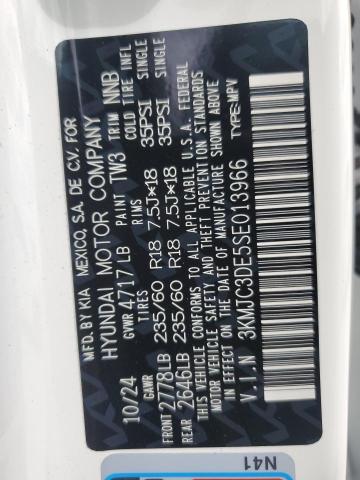 MFD. BY KIA MEXICO, S.A. DE C.V. FOR
HYUNDAI MOTOR COMPANY
10/24 GVWR 4717LB PAINT TW3 TRIM NNB
GAWR TIRES COLD TIRE INFL
FRONT 2778LB 235/60 R18 7.5J×18 35PSI SINGLE
REAR 2646LB 235/60 R18 7.5J×18 35PSI SINGLE
THIS VEHICLE CONFORMS TO ALL APPLICABLE U.S.A. FEDERAL
MOTOR VEHICLE SAFETY AND THEFT PREVENTION STANDARDS
IN EFFECT ON THE DATE OF MANUFACTURE SHOWN ABOVE
V.I.N 3KMJC3DE5SE013966 TYPE:MPV
N41